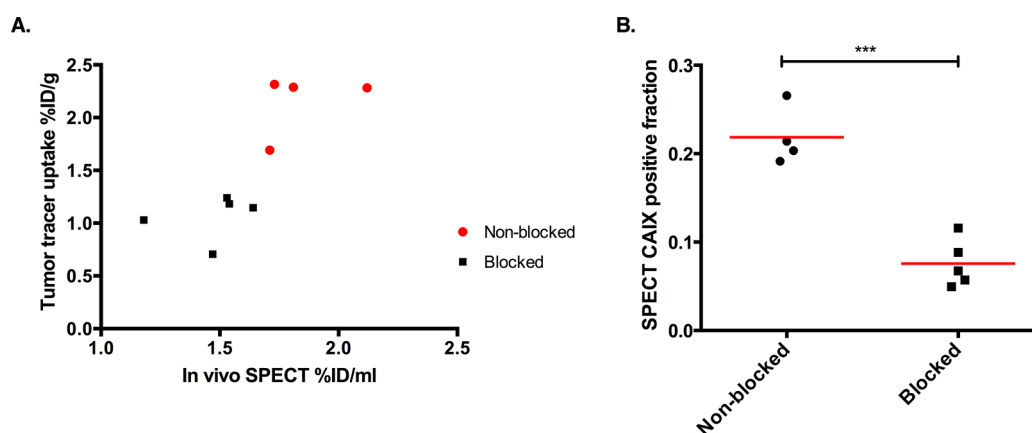 A.
Tumor tracer uptake %ID/g
2.5
2.0
1.5
1.0
0.5
0.0
1.0
1.5
2.0
2.5
In vivo SPECT %ID/ml
Non-blocked
Blocked
B.
***
SPECT CAIX positive fraction
0.3
0.2
0.1
0.0
Non-blocked
Blocked